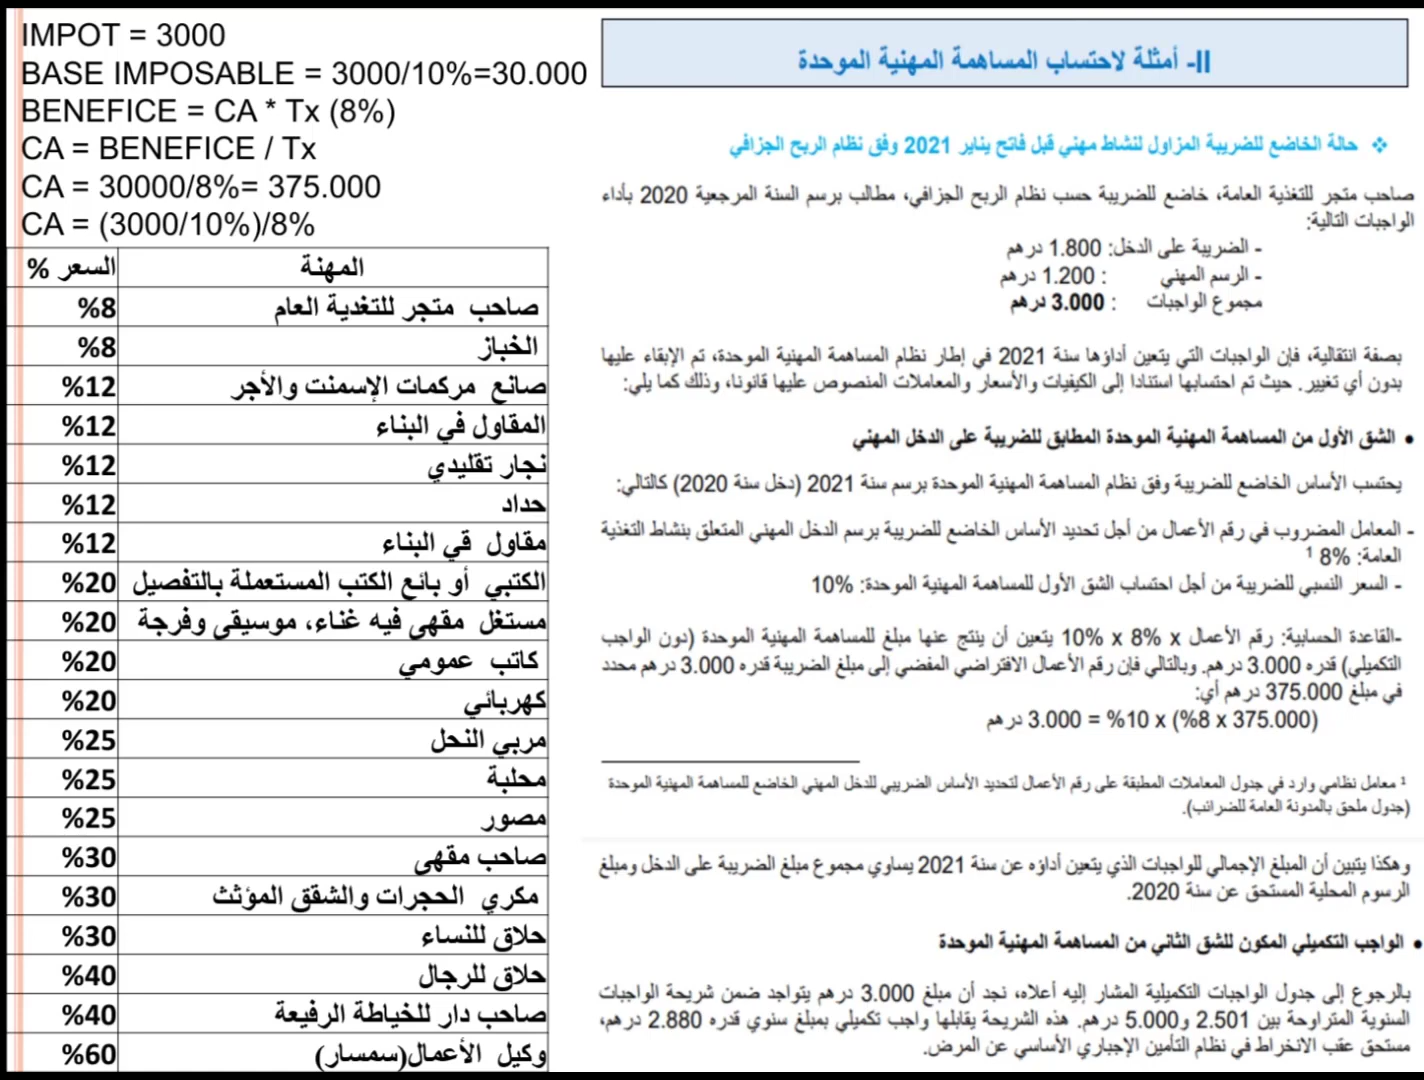 IMPOT = 3000
BASE IMPOSABLE = 3000/10%=30.000
BENEFICE = CA * Tx (8%)
CA = BENEFICE / Tx
CA = 30000/8%= 375.000
CA = (3000/10%)/8%
المهنة السعر %
صاحب متجر للتغدية العام %8
الخباز %8
صانع مركمات الإسمنت والأجر %12
المقاول في البناء %12
نجار تقليدي %12
حداد %12
مقاول قي البناء %12
الكتبي أو بائع الكتب المستعملة بالتفصيل %20
مستغل مقهى فيه غناء، موسيقى وفرجة %20
كاتب عمومي %20
كهربائي %20
مربي النحل %25
محلبة %25
مصور %25
صاحب مقهى %30
مكري الحجرات والشقق المؤثث %30
حلاق للنساء %30
حلاق للرجال %40
صاحب دار للخياطة الرفيعة %40
وكيل الأعمال(سمسار) %60
II- أمثلة لاحتساب المساهمة المهنية الموحدة
❖ حالة الخاضع للضريبة المزاول لنشاط مهني قبل فاتح يناير 2021 وفق نظام الربح الجزافي
صاحب متجر للتغذية العامة، خاضع للضريبة حسب نظام الربح الجزافي، مطالب برسم السنة المرجعية 2020 بأداء
الواجبات التالية:
- الضريبة على الدخل: 1.800 درهم
- الرسم المهني : 1.200 درهم
مجموع الواجبات : 3.000 درهم
بصفة انتقالية، فإن الواجبات التي يتعين أداؤها سنة 2021 في إطار نظام المساهمة المهنية الموحدة، تم الإبقاء عليها
بدون أي تغيير. حيث تم احتسابها استنادا إلى الكيفيات والأسعار والمعاملات المنصوص عليها قانونا، وذلك كما يلي:
• الشق الأول من المساهمة المهنية الموحدة المطابق للضريبة على الدخل المهني
يحتسب الأساس الخاضع للضريبة وفق نظام المساهمة المهنية الموحدة برسم سنة 2021 (دخل سنة 2020) كالتالي:
- المعامل المضروب في رقم الأعمال من أجل تحديد الأساس الخاضع للضريبة برسم الدخل المهني المتعلق بنشاط التغذية
العامة: 8% ¹
- السعر النسبي للضريبة من أجل احتساب الشق الأول للمساهمة المهنية الموحدة: 10%
-القاعدة الحسابية: رقم الأعمال x 8% x 10% يتعين أن ينتج عنها مبلغ للمساهمة المهنية الموحدة (دون الواجب
التكميلي) قدره 3.000 درهم. وبالتالي فإن رقم الأعمال الافتراضي المفضي إلى مبلغ الضريبة قدره 3.000 درهم محدد
في مبلغ 375.000 درهم أي:
(375.000 x 8%) x 10% = 3.000 درهم
¹ معامل نظامي وارد في جدول المعاملات المطبقة على رقم الأعمال لتحديد الأساس الضريبي للدخل المهني الخاضع للمساهمة المهنية الموحدة
(جدول ملحق بالمدونة العامة للضرائب).
وهكذا يتبين أن المبلغ الإجمالي للواجبات الذي يتعين أداؤه عن سنة 2021 يساوي مجموع مبلغ الضريبة على الدخل ومبلغ
الرسوم المحلية المستحق عن سنة 2020.
• الواجب التكميلي المكون للشق الثاني من المساهمة المهنية الموحدة
بالرجوع إلى جدول الواجبات التكميلية المشار إليه أعلاه، نجد أن مبلغ 3.000 درهم يتواجد ضمن شريحة الواجبات
السنوية المتراوحة بين 2.501 و5.000 درهم. هذه الشريحة يقابلها واجب تكميلي بمبلغ سنوي قدره 2.880 درهم،
مستحق عقب الانخراط في نظام التأمين الإجباري الأساسي عن المرض.